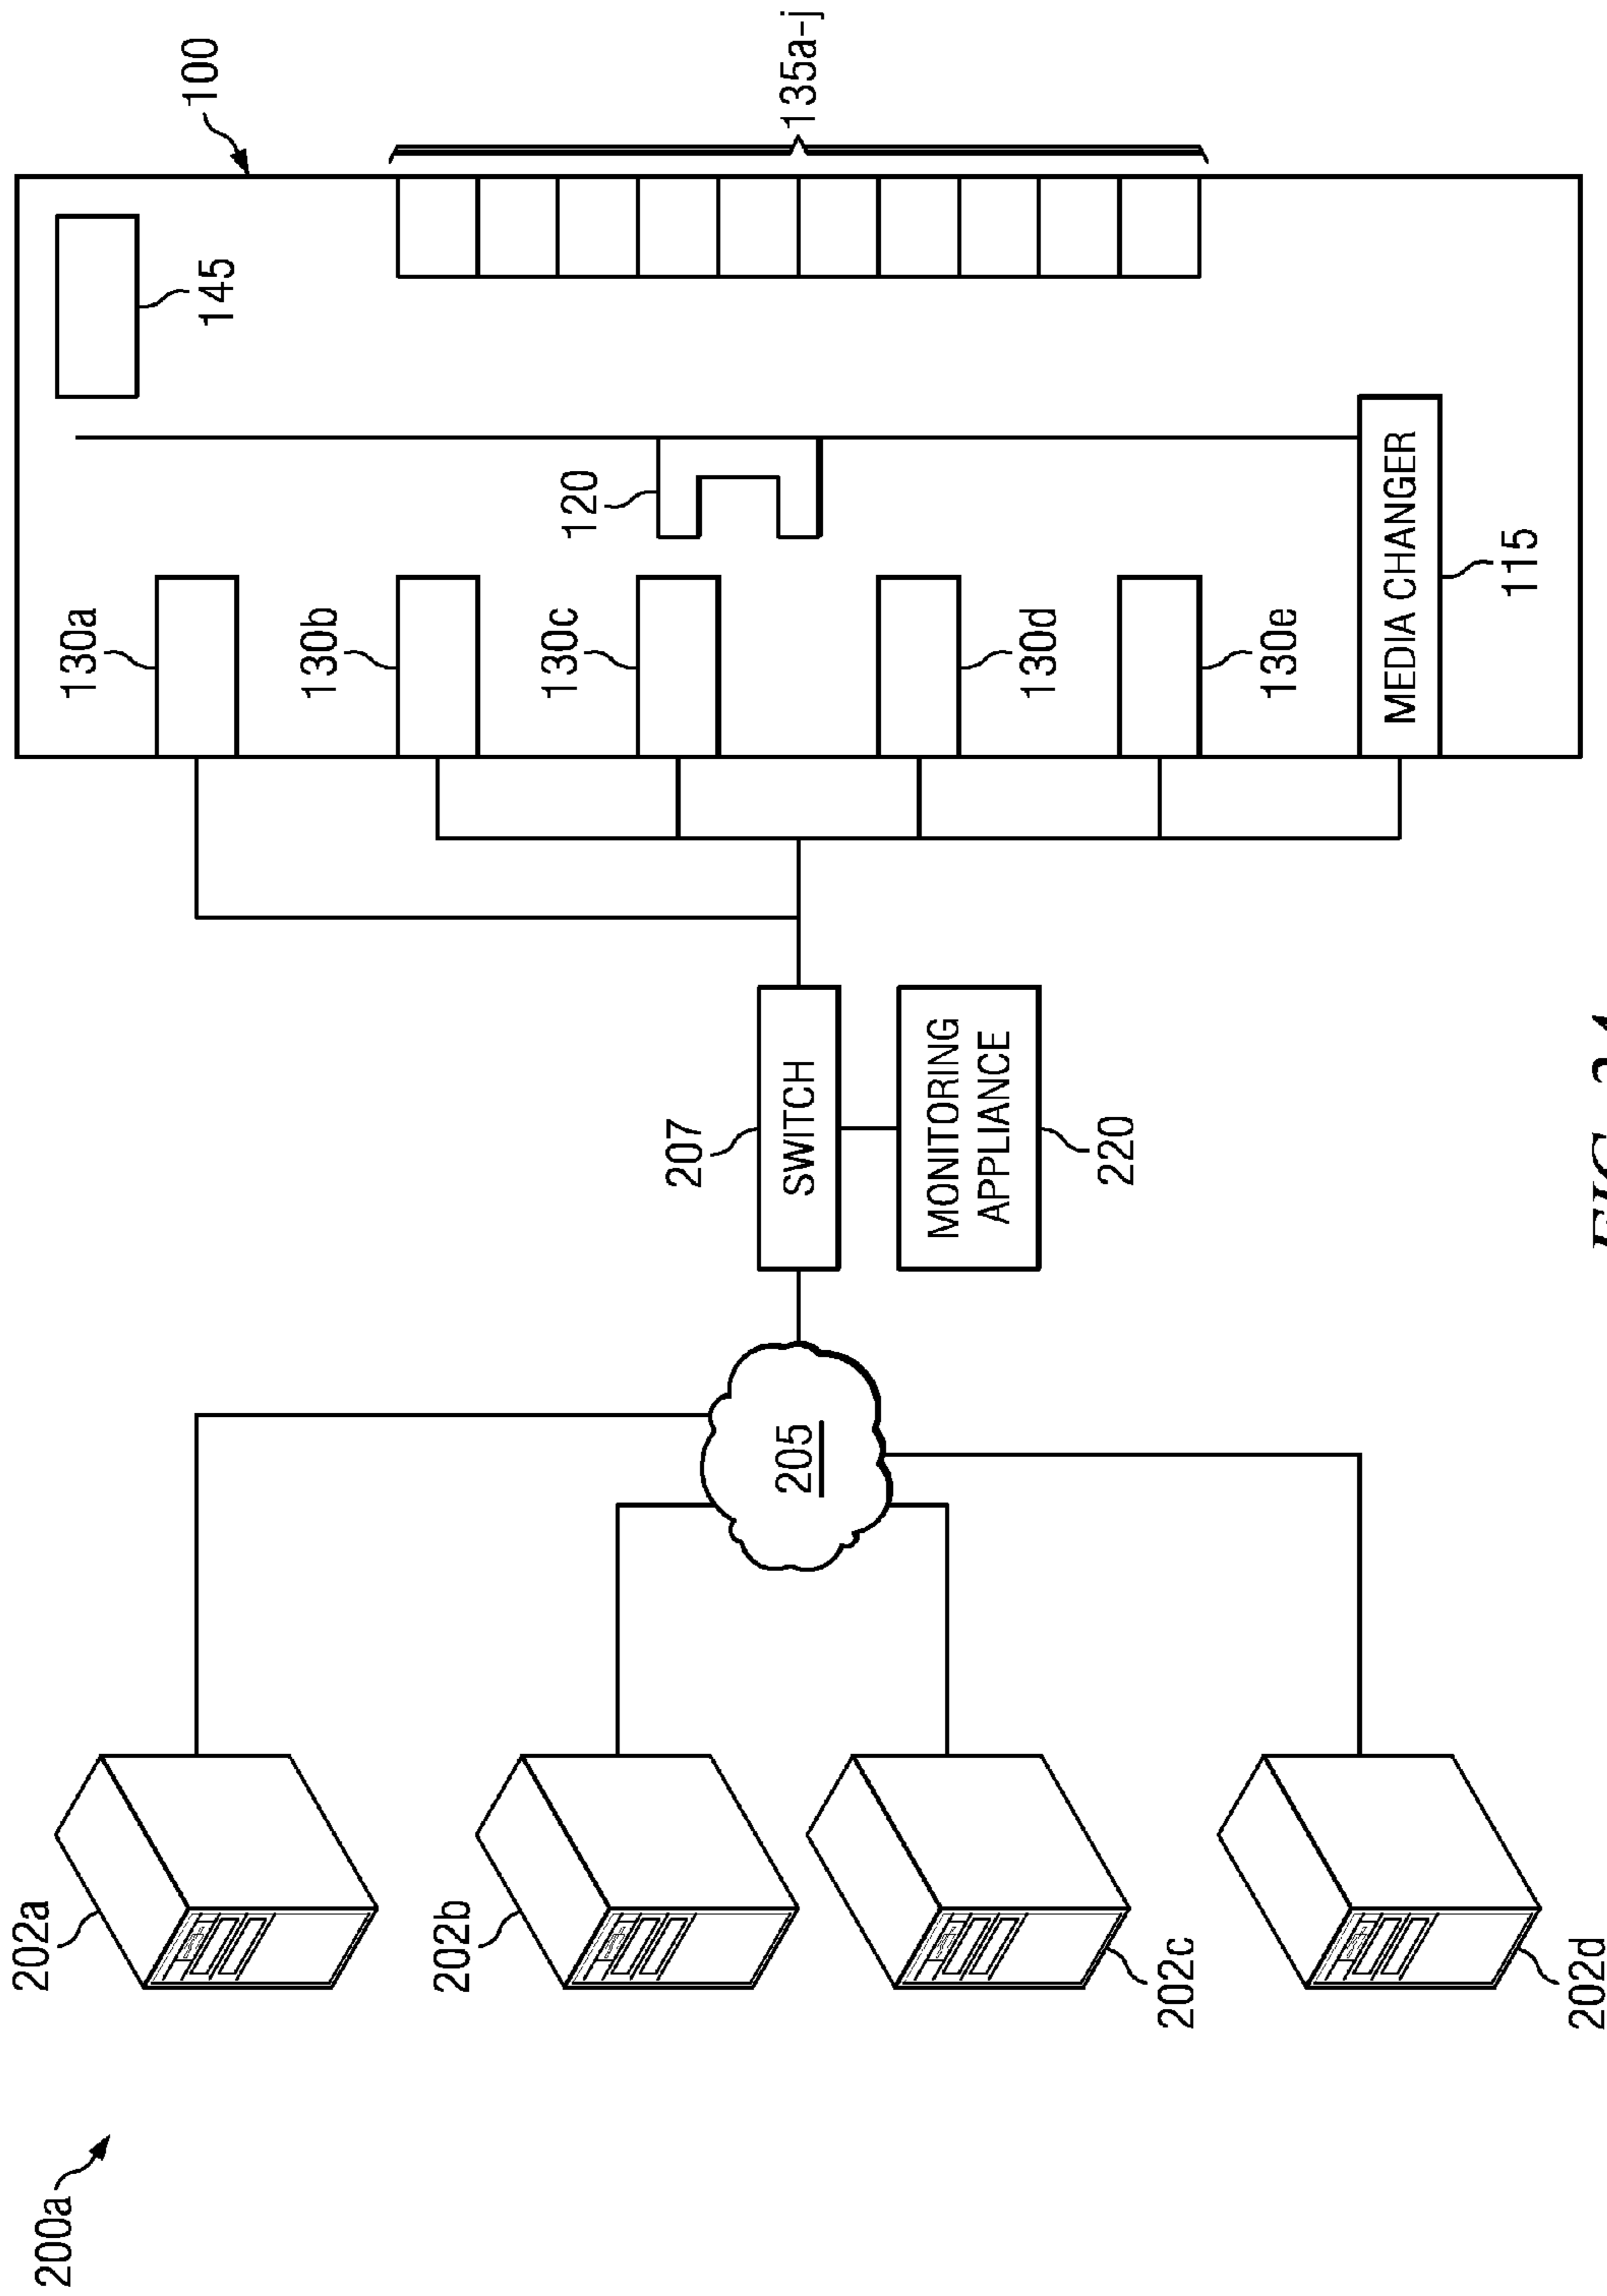 200a
202a
202b
202c
202d
205
207
SWITCH
MONITORING
APPLIANCE
220
100
130a
130b
130c
130d
130e
120
145
135a-j
MEDIA CHANGER
115